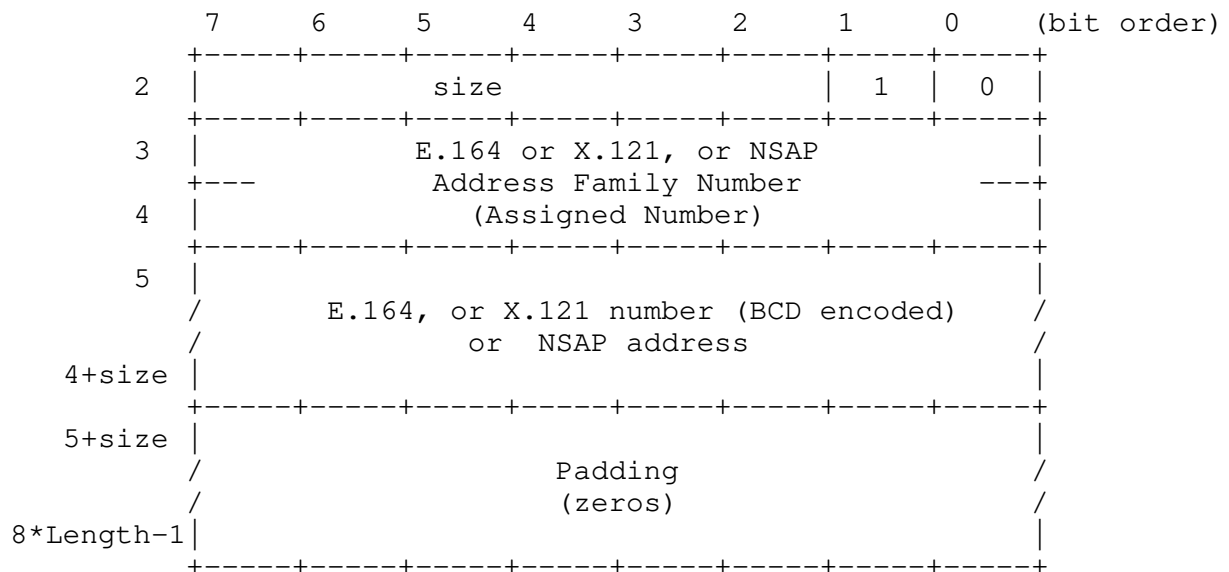 7 6 5 4 3 2 1 0 (bit order)
+-----+-----+-----+-----+-----+-----+-----+-----+
2 | size | 1 | 0 |
+-----+-----+-----+-----+-----+-----+-----+-----+
3 | E.164 or X.121, or NSAP |
+--- Address Family Number ---+
4 | (Assigned Number) |
+-----+-----+-----+-----+-----+-----+-----+-----+
5 | |
/ E.164, or X.121 number (BCD encoded) /
/ or NSAP address /
4+size | |
+-----+-----+-----+-----+-----+-----+-----+-----+
5+size | |
/ Padding /
/ (zeros) /
8*Length-1| |
+-----+-----+-----+-----+-----+-----+-----+-----+